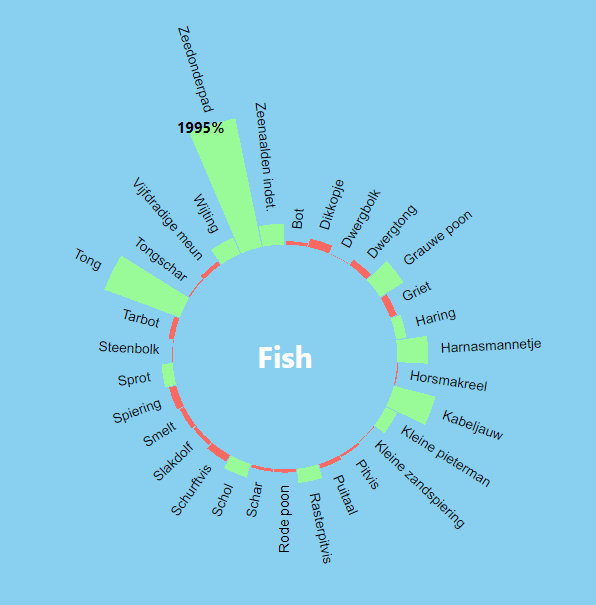 Bot
Dikkopje
Dwergbolk
Dwergtong
Grauwe poon
Griet
Haring
Harnasmannetje
Horsmakreel
Kabeljauw
Kleine pieterman
Kleine zandspiering
Pitvis
Puitaal
Rasterpitvis
Rode poon
Schar
Schol
Schurftvis
Slakdolf
Smelt
Spiering
Sprot
Steenbolk
Tarbot
Tong
Tongschar
Vijfdradige meun
Wijting
Zeedonderpad
1995%
Zeenaalden indet.
Fish